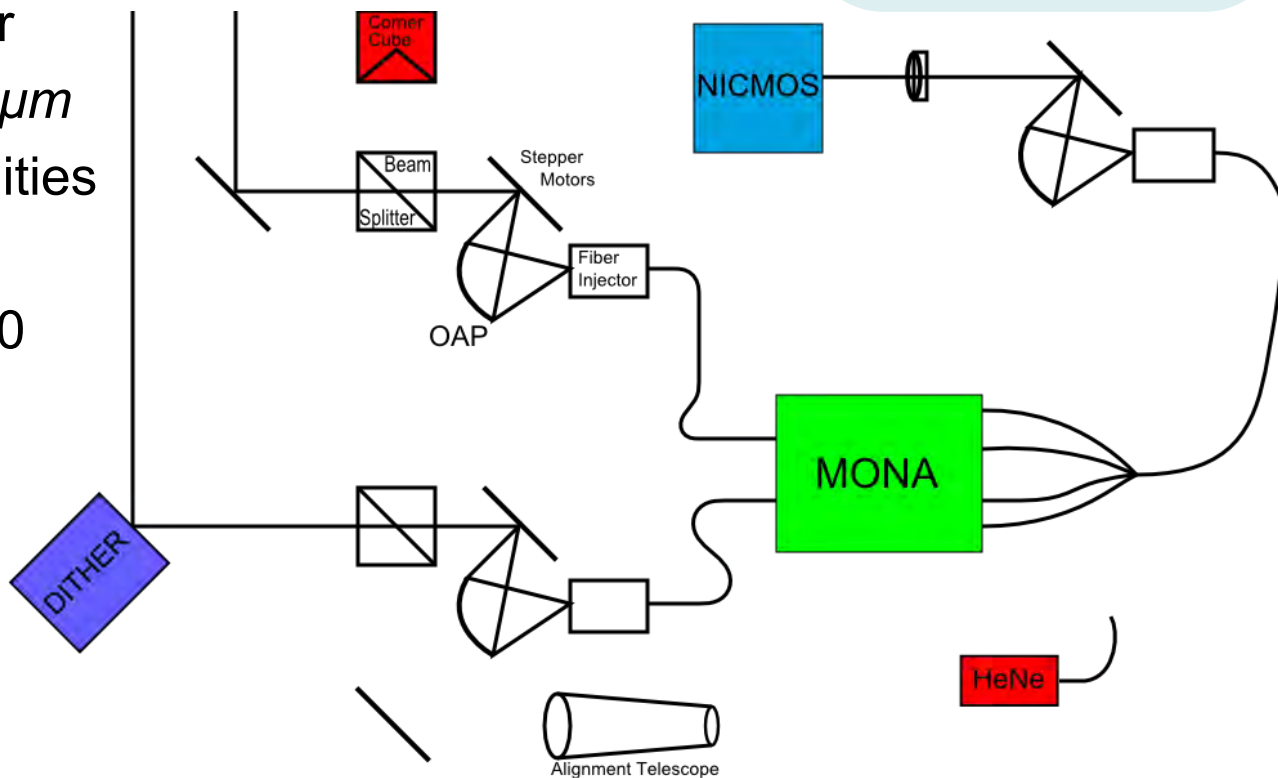 r
µm
ities
0
Corner
Cube
NICMOS
Beam
Splitter
Stepper
Motors
Fiber
Injector
OAP
MONA
DITHER
HeNe
Alignment Telescope